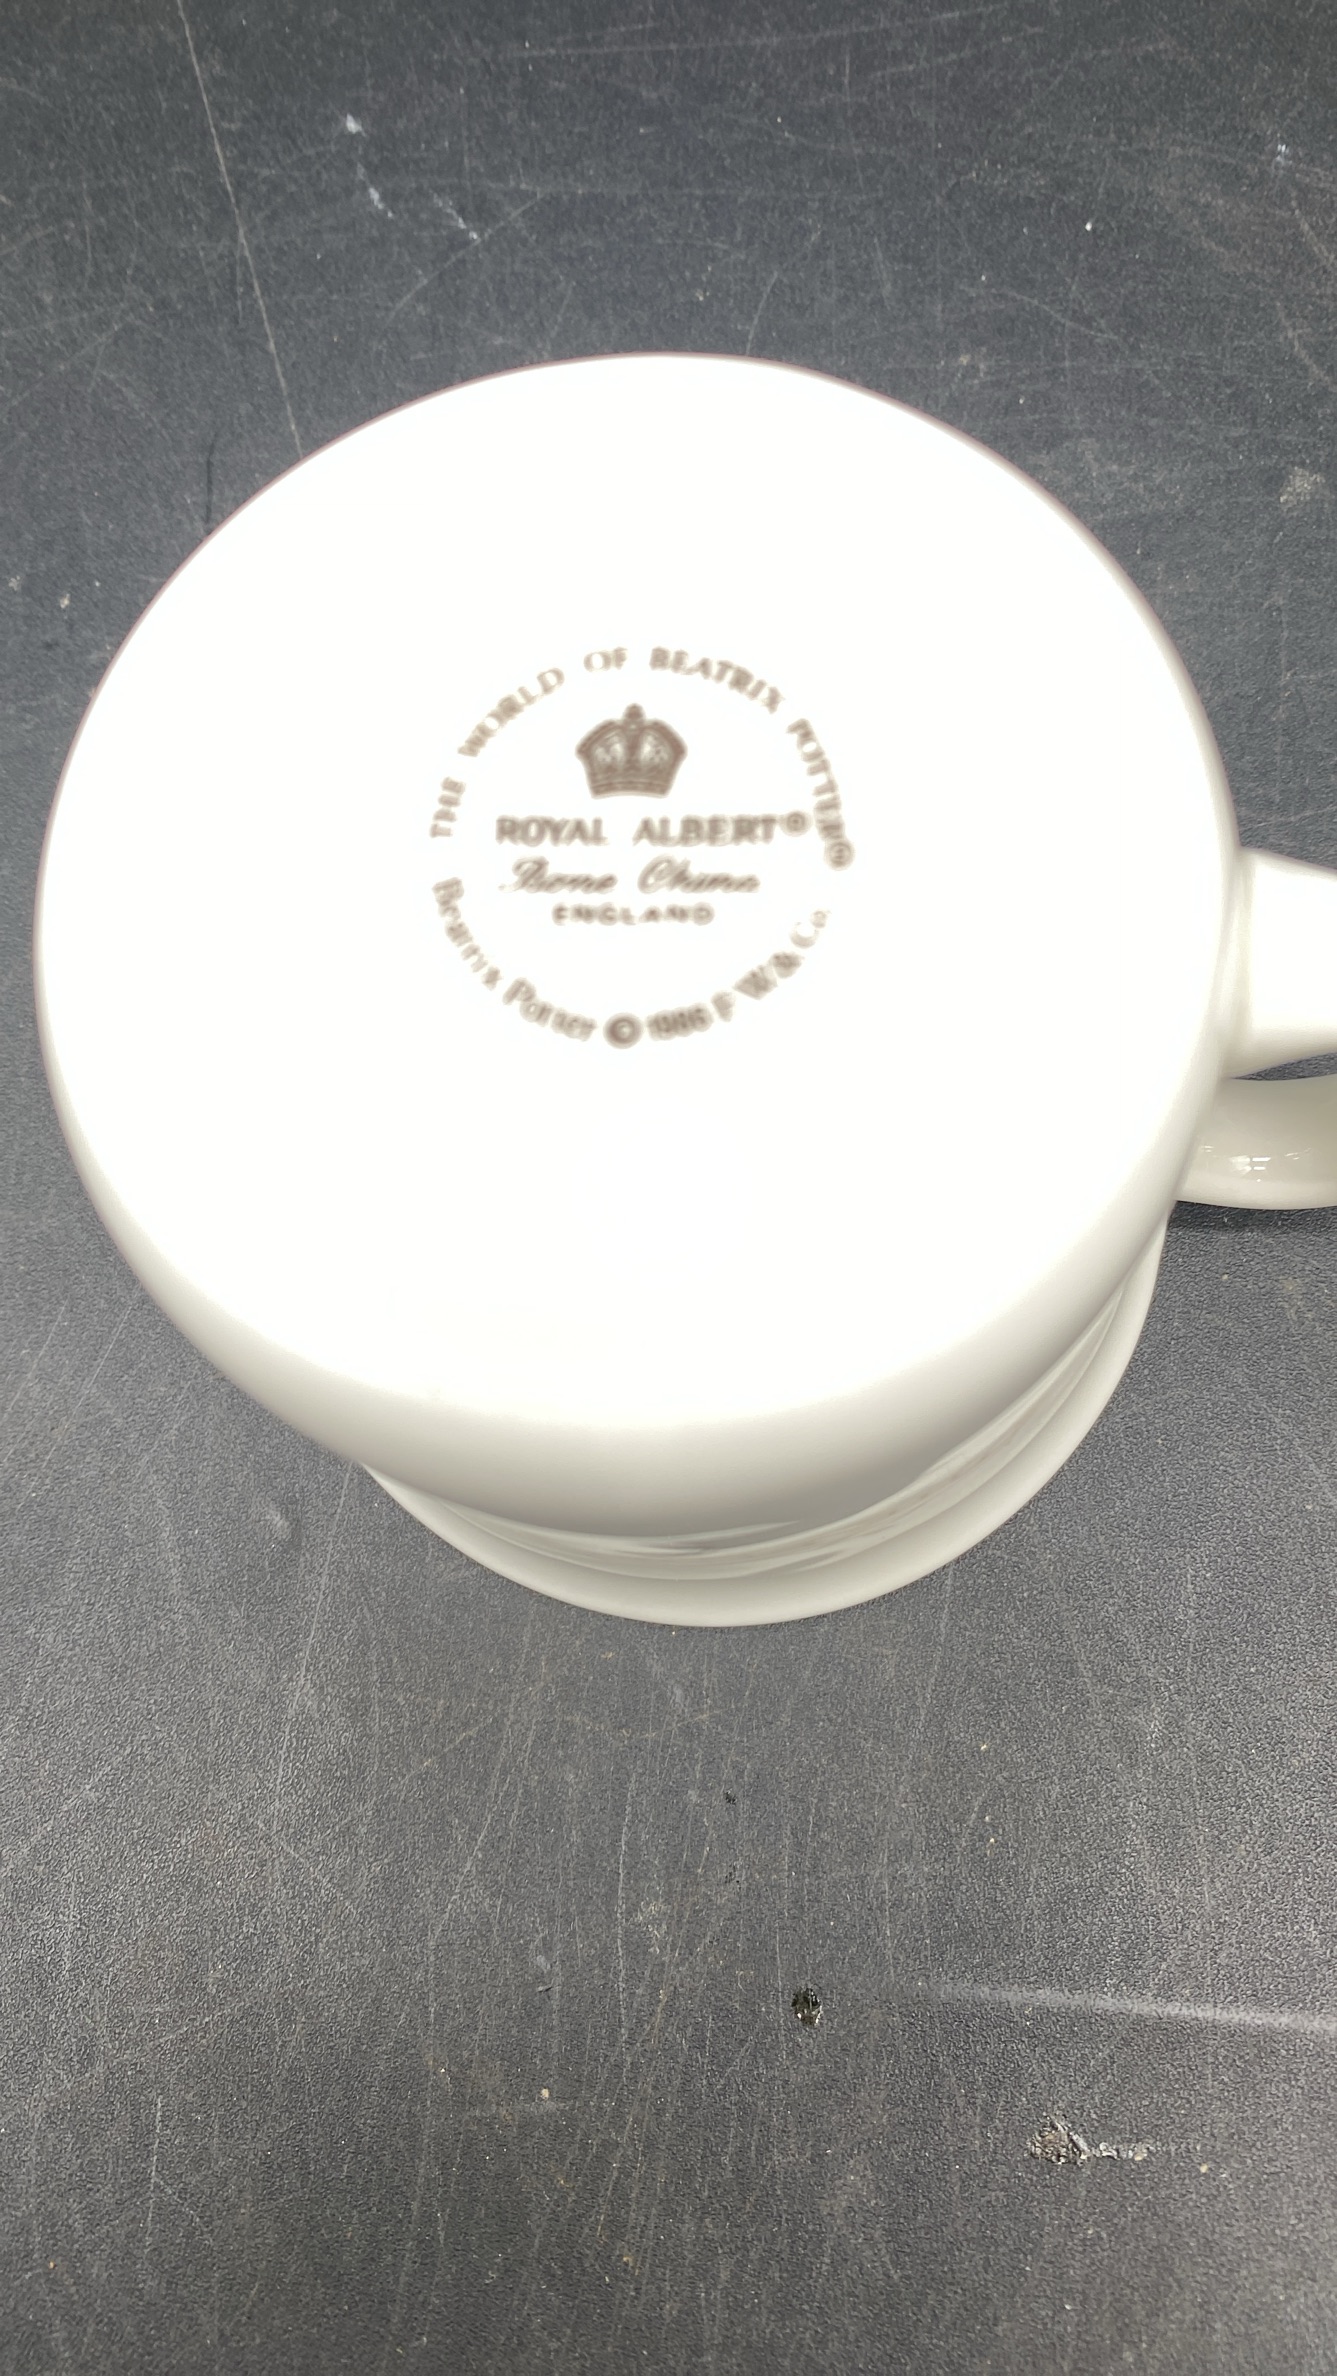 THE WORLD OF BEATRIX POTTER®
ROYAL ALBERT®
Bone China
ENGLAND
Beatrix Potter © 1986 F W & Co.